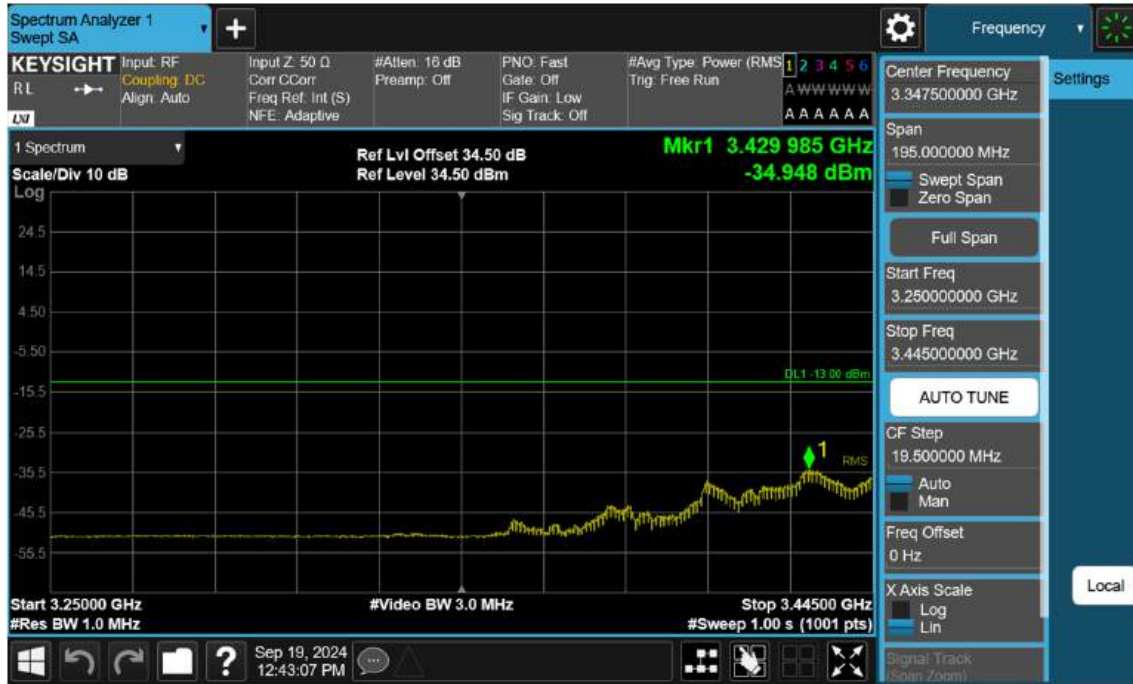 Spectrum Analyzer 1
Swept SA
Frequency
KEYSIGHT
RL
LXI
Input: RF
Coupling: DC
Align: Auto
Input Z: 50 Ω
Corr CCorr
Freq Ref: Int (S)
NFE: Adaptive
#Atten: 16 dB
Preamp: Off
PNO: Fast
Gate: Off
IF Gain: Low
Sig Track: Off
#Avg Type: Power (RMS
Trig: Free Run
1 2 3 4 5 6
A W W W W W
A A A A A A
1 Spectrum
Scale/Div 10 dB
Ref Lvl Offset 34.50 dB
Ref Level 34.50 dBm
Mkr1 3.429 985 GHz
-34.948 dBm
Log
24.5
14.5
4.50
-5.50
-15.5
-25.5
-35.5
-45.5
-55.5
DL1 -13.00 dBm
1
RMS
Start 3.25000 GHz
#Res BW 1.0 MHz
#Video BW 3.0 MHz
Stop 3.44500 GHz
#Sweep 1.00 s (1001 pts)
Center Frequency
3.347500000 GHz
Span
195.000000 MHz
Swept Span
Zero Span
Full Span
Start Freq
3.250000000 GHz
Stop Freq
3.445000000 GHz
AUTO TUNE
CF Step
19.500000 MHz
Auto
Man
Freq Offset
0 Hz
X Axis Scale
Log
Lin
Signal Track
(Span Zoom)
Settings
Local
?
Sep 19, 2024
12:43:07 PM